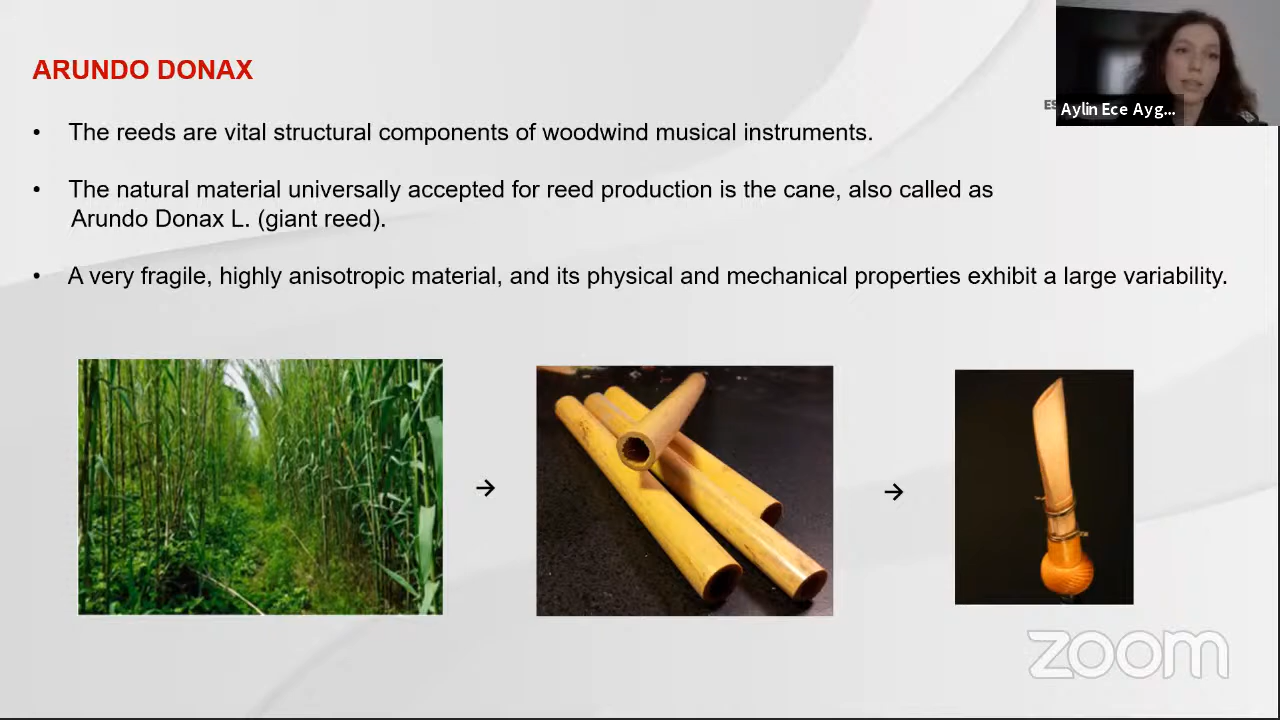 ARUNDO DONAX
ES
Aylin Ece Ayg...
• The reeds are vital structural components of woodwind musical instruments.
• The natural material universally accepted for reed production is the cane, also called as
Arundo Donax L. (giant reed).
• A very fragile, highly anisotropic material, and its physical and mechanical properties exhibit a large variability.
→
→
zoom